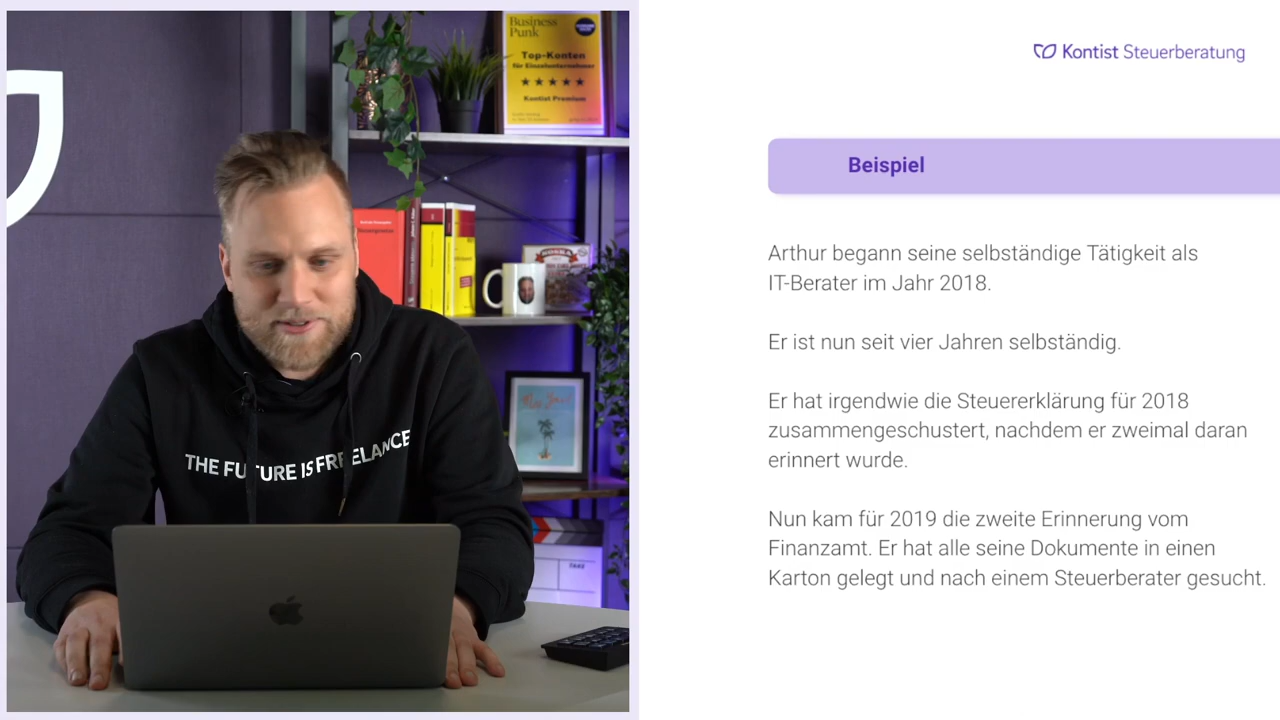 Business
Punk
Top-Konten
für Einzelunternehmer
Kontist Premium
THE FUTURE IS FREELANCE
TAKE
Kontist Steuerberatung
Beispiel
Arthur begann seine selbständige Tätigkeit als
IT-Berater im Jahr 2018.
Er ist nun seit vier Jahren selbständig.
Er hat irgendwie die Steuererklärung für 2018
zusammengeschustert, nachdem er zweimal daran
erinnert wurde.
Nun kam für 2019 die zweite Erinnerung vom
Finanzamt. Er hat alle seine Dokumente in einen
Karton gelegt und nach einem Steuerberater gesucht.